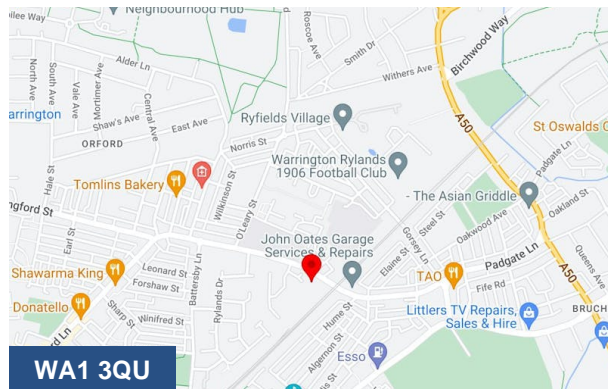 Neighbourhood Hub
Roscoe Ave
Smith Dr
Birchwood Way
Alder Ln
Withers Ave
North Ave
South Ave
Vale Ave
Mortimer Ave
Central Ave
Shaw's Ave
East Ave
ORFORD
Ryfields Village
A50
St Oswalds
Norris St
Warrington Rylands
1906 Football Club
Padgate Ln
Hale St
Tomlins Bakery
Wilkinson St
O'Leary St
- The Asian Griddle
Oakland St
Steel St
Oakwood Ave
Gorsey Ln
Earl St
John Oates Garage
Services & Repairs
Elaine St
Padgate Ln
Queens Ave
A50
Shawarma King
Leonard St
Forshaw St
Battersby Ln
Rylands Dr
TAO
Fife Rd
Donatello
Sharp St
Winifred St
Hume St
Littlers TV Repairs,
Sales & Hire
Algernon St
Esso
WA1 3QU